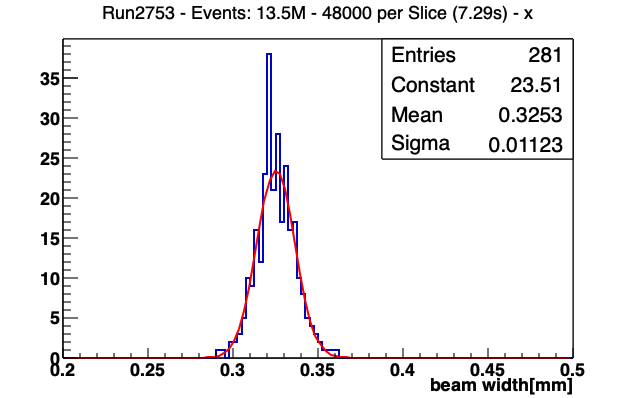 Run2753 - Events: 13.5M - 48000 per Slice (7.29s) - x
Entries 281
Constant 23.51
Mean 0.3253
Sigma 0.01123
35
30
25
20
15
10
5
0
0.2 0.25 0.3 0.35 0.4 0.45 0.5
beam width[mm]